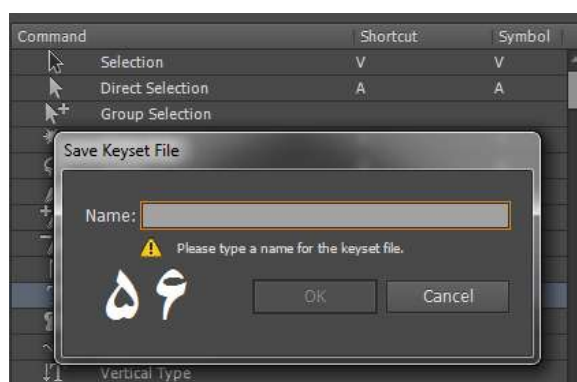 Command Shortcut Symbol
Selection V V
Direct Selection A A
Group Selection
Save Keyset File
Name:
Please type a name for the keyset file.
۵۶
OK Cancel
Vertical Type